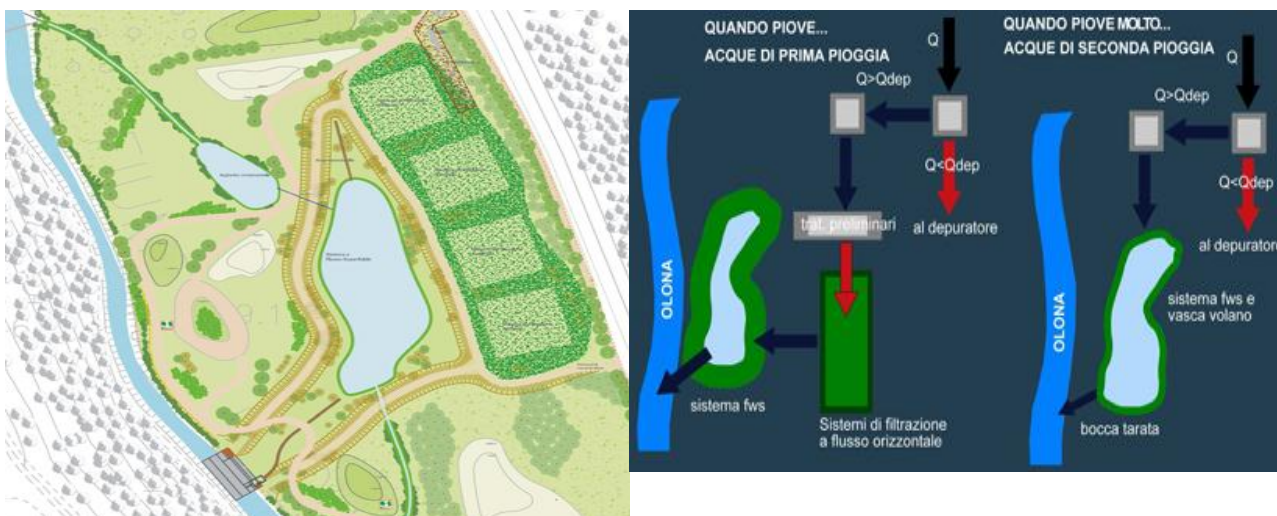 QUANDO PIOVE...
ACQUE DI PRIMA PIOGGIA
Q
Q>Qdep
Q<Qdep
trat. preliminari
al depuratore
OLONA
sistema fws
Sistemi di filtrazione
a flusso orizzontale
QUANDO PIOVE MOLTO...
ACQUE DI SECONDA PIOGGIA
Q
Q>Qdep
Q<Qdep
al depuratore
sistema fws e
vasca volano
OLONA
bocca tarata